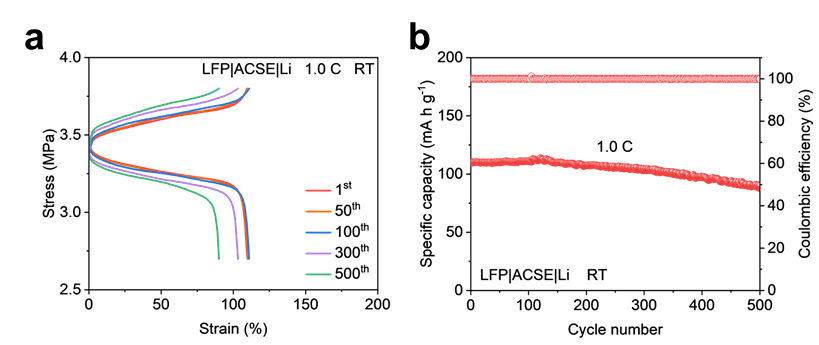 a
LFP|ACSE|Li 1.0 C RT
Stress (MPa)
4.0
3.5
3.0
2.5
0 50 100 150 200
Strain (%)
1st
50th
100th
300th
500th
b
Specific capacity (mA h g-1)
200
150
100
50
0
0 100 200 300 400 500
Cycle number
1.0 C
LFP|ACSE|Li RT
100
80
60
40
20
0
Coulombic efficiency (%)